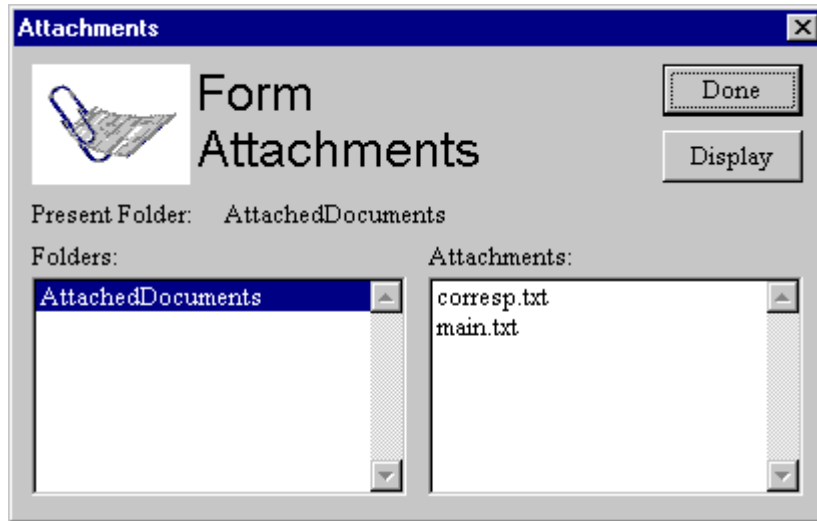 Attachments
Form
Attachments
Done
Display
Present Folder: AttachedDocuments
Folders:
AttachedDocuments
Attachments:
corresp.txt
main.txt